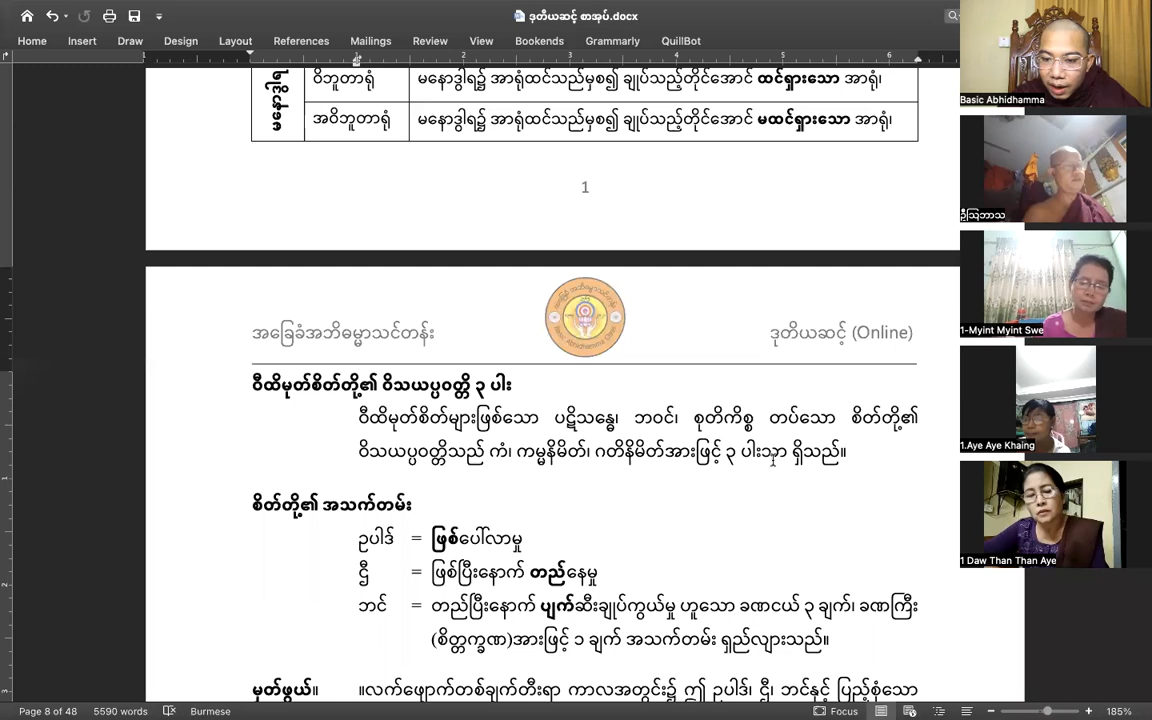 ဒုတိယဆင့် စာအုပ်.docx
Home Insert Draw Design Layout References Mailings Review View Bookends Grammarly QuillBot
1 2 3 4 5 6
မနောဒွါရ
ဝိဘူတာရုံ မနောဒွါရ၌ အာရုံထင်သည်မှစ၍ ချုပ်သည့်တိုင်အောင် ထင်ရှားသော အာရုံ၊
အဝိဘူတာရုံ မနောဒွါရ၌ အာရုံထင်သည်မှစ၍ ချုပ်သည့်တိုင်အောင် မထင်ရှားသော အာရုံ၊
1
အခြေခံအဘိဓမ္မာသင်တန်း ဒုတိယဆင့် (Online)
ဝီထိမုတ်စိတ်တို့၏ ဝိသယပ္ပဝတ္တိ ၃ ပါး
ဝီထိမုတ်စိတ်များဖြစ်သော ပဋိသန္ဓေ၊ ဘဝင်၊ စုတိကိစ္စ တပ်သော စိတ်တို့၏
ဝိသယပ္ပဝတ္တိသည် ကံ၊ ကမ္မနိမိတ်၊ ဂတိနိမိတ်အားဖြင့် ၃ ပါးသာ ရှိသည်။
စိတ်တို့၏ အသက်တမ်း
ဥပါဒ် = ဖြစ်ပေါ်လာမှု
ဌီ = ဖြစ်ပြီးနောက် တည်နေမှု
ဘင် = တည်ပြီးနောက် ပျက်ဆီးချုပ်ကွယ်မှု ဟူသော ခဏငယ် ၃ ချက်၊ ခဏကြီး
(စိတ္တက္ခဏ)အားဖြင့် ၁ ချက် အသက်တမ်း ရှည်လျားသည်။
မှတ်ဖွယ်။ ။လက်ဖျောက်တစ်ချက်တီးရာ ကာလအတွင်း၌ ဤ ဥပါဒ်၊ ဌီ၊ ဘင်နှင့် ပြည့်စုံသော
Page 8 of 48 5590 words Burmese Focus 185%
Basic Abhidhamma
ဦးဩဘာသ
1-Myint Myint Swe
1.Aye Aye Khaing
1 Daw Than Than Aye